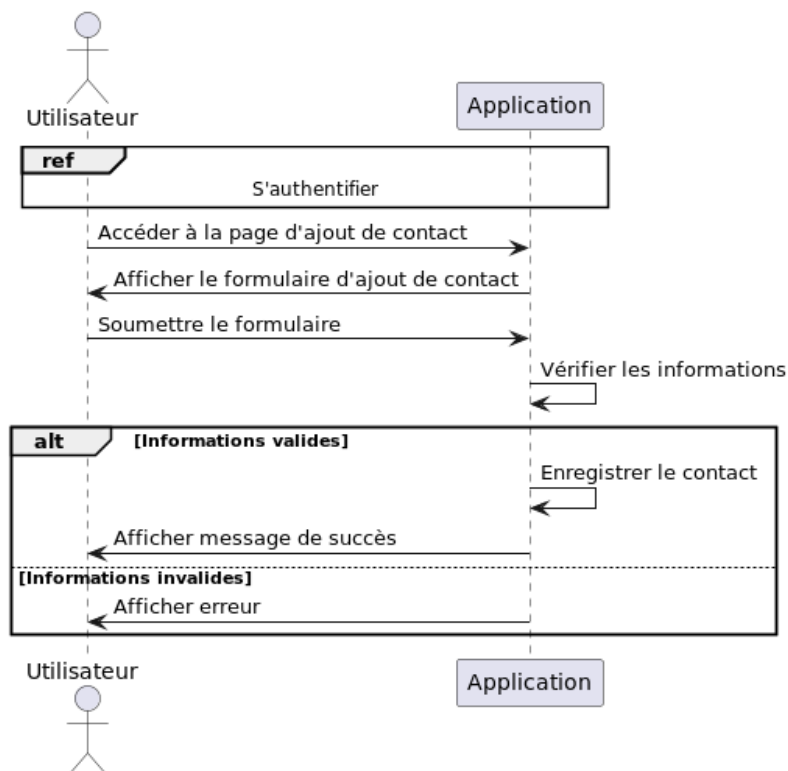 Utilisateur
Application
ref
S'authentifier
Accéder à la page d'ajout de contact
Afficher le formulaire d'ajout de contact
Soumettre le formulaire
Vérifier les informations
alt [Informations valides]
Enregistrer le contact
Afficher message de succès
[Informations invalides]
Afficher erreur
Utilisateur
Application